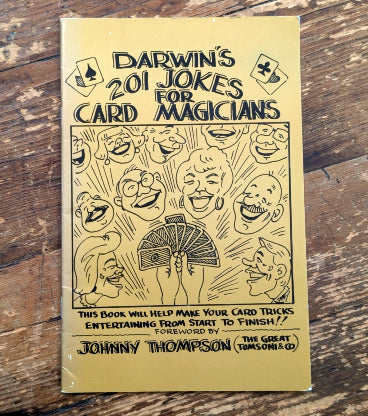 DARWIN'S
201 JOKES
FOR
CARD MAGICIANS
THIS BOOK WILL HELP MAKE YOUR CARD TRICKS
ENTERTAINING FROM START TO FINISH!!
FOREWORD BY
JOHNNY THOMPSON (THE GREAT
TOMSONI & CO)